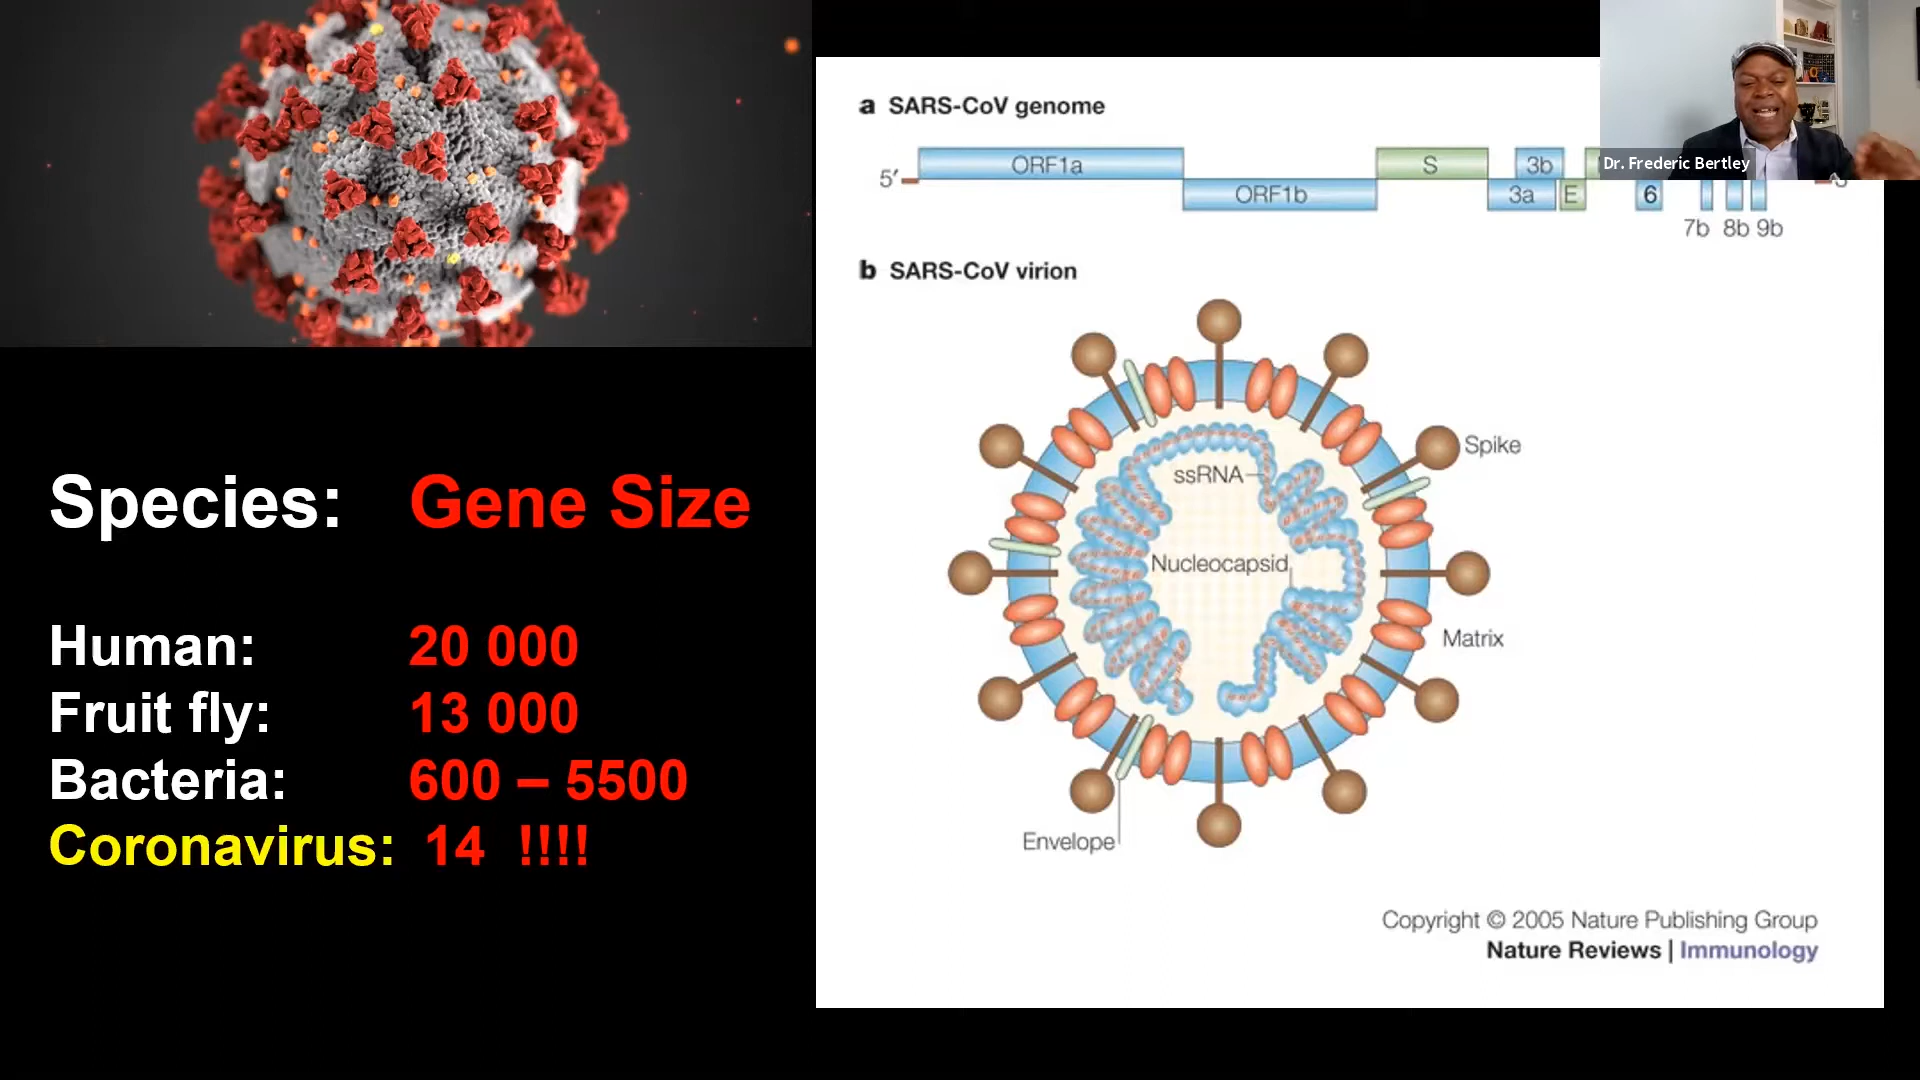 Species: Gene Size
Human: 20 000
Fruit fly: 13 000
Bacteria: 600 – 5500
Coronavirus: 14 !!!!
a SARS-CoV genome
ORF1a S 3b
5′
ORF1b 3a E 6
7b 8b 9b
b SARS-CoV virion
Spike
ssRNA
Nucleocapsid
Matrix
Envelope
Copyright © 2005 Nature Publishing Group
Nature Reviews | Immunology
Dr. Frederic Bertley